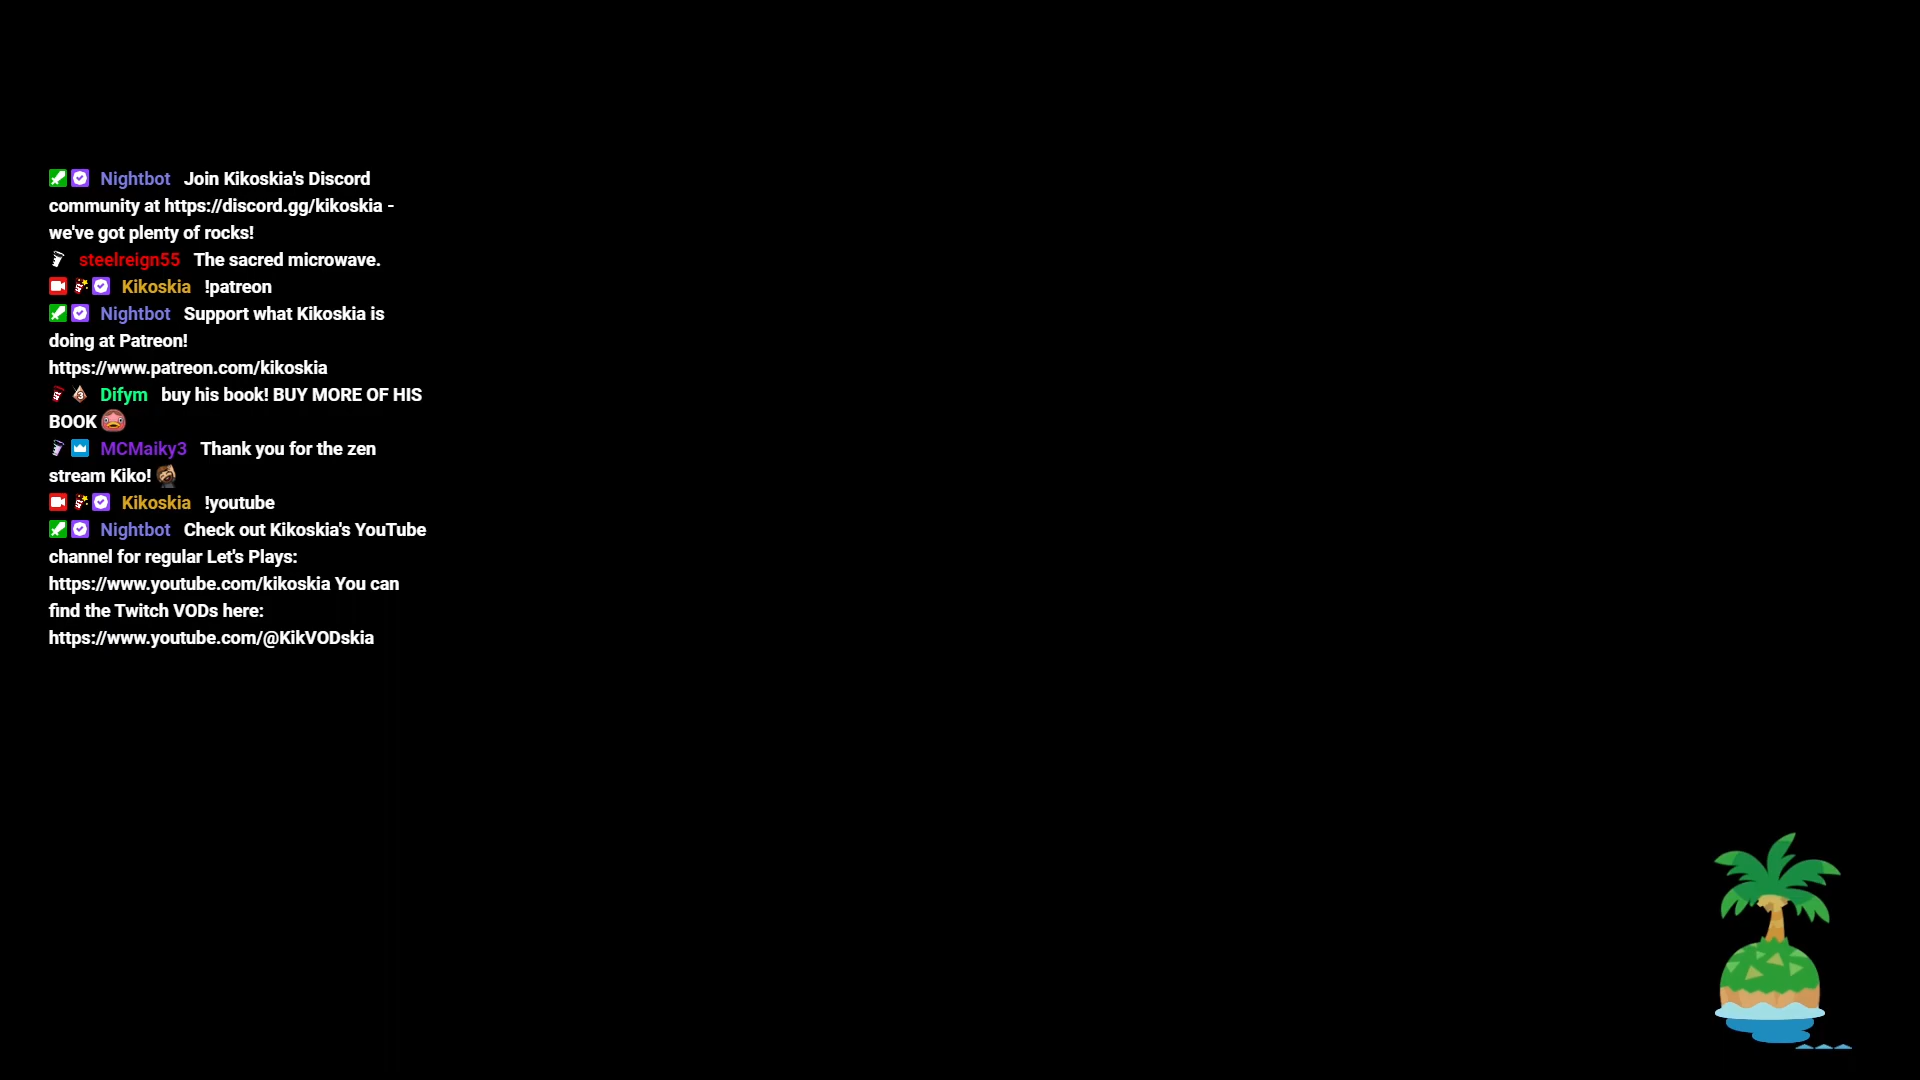 Nightbot Join Kikoskia's Discord
community at https://discord.gg/kikoskia -
we've got plenty of rocks!
steelreign55 The sacred microwave.
Kikoskia !patreon
Nightbot Support what Kikoskia is
doing at Patreon!
https://www.patreon.com/kikoskia
Difym buy his book! BUY MORE OF HIS
BOOK
MCMaiky3 Thank you for the zen
stream Kiko!
Kikoskia !youtube
Nightbot Check out Kikoskia's YouTube
channel for regular Let's Plays:
https://www.youtube.com/kikoskia You can
find the Twitch VODs here:
https://www.youtube.com/@KikVODskia